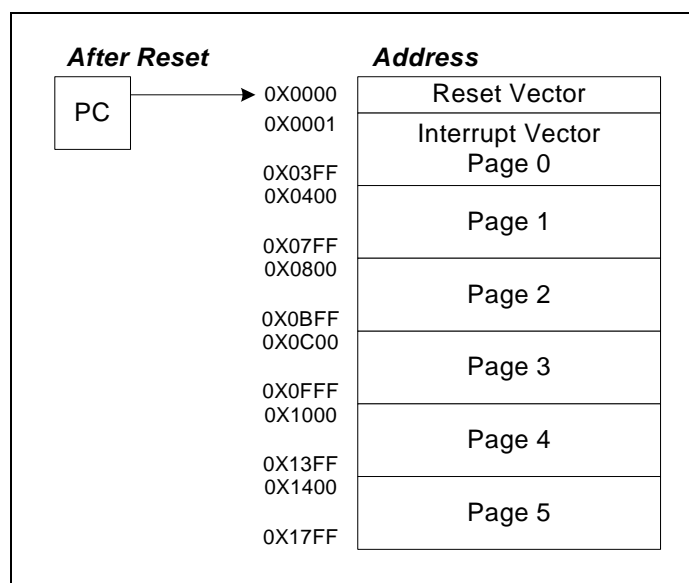 After Reset
Address
PC
0X0000
Reset Vector
0X0001
Interrupt Vector
Page 0
0X03FF
0X0400
Page 1
0X07FF
0X0800
Page 2
0X0BFF
0X0C00
Page 3
0X0FFF
0X1000
Page 4
0X13FF
0X1400
Page 5
0X17FF